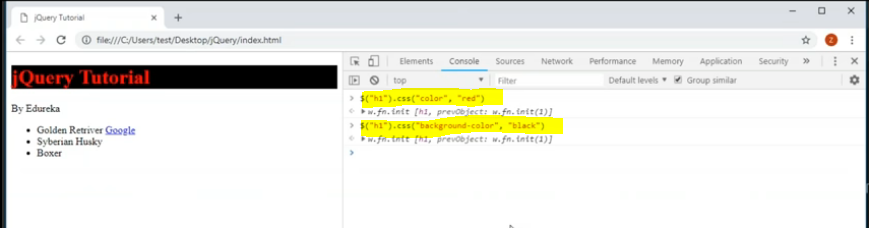 jQuery Tutorial
file:///C:/Users/test/Desktop/jQuery/index.html
Z
jQuery Tutorial
By Edureka
Golden Retriver Google
Syberian Husky
Boxer
Elements Console Sources Network Performance Memory Application Security »
top Filter Default levels Group similar
$("h1").css("color", "red")
w.fn.init [h1, prevObject: w.fn.init(1)]
$("h1").css("background-color", "black")
w.fn.init [h1, prevObject: w.fn.init(1)]